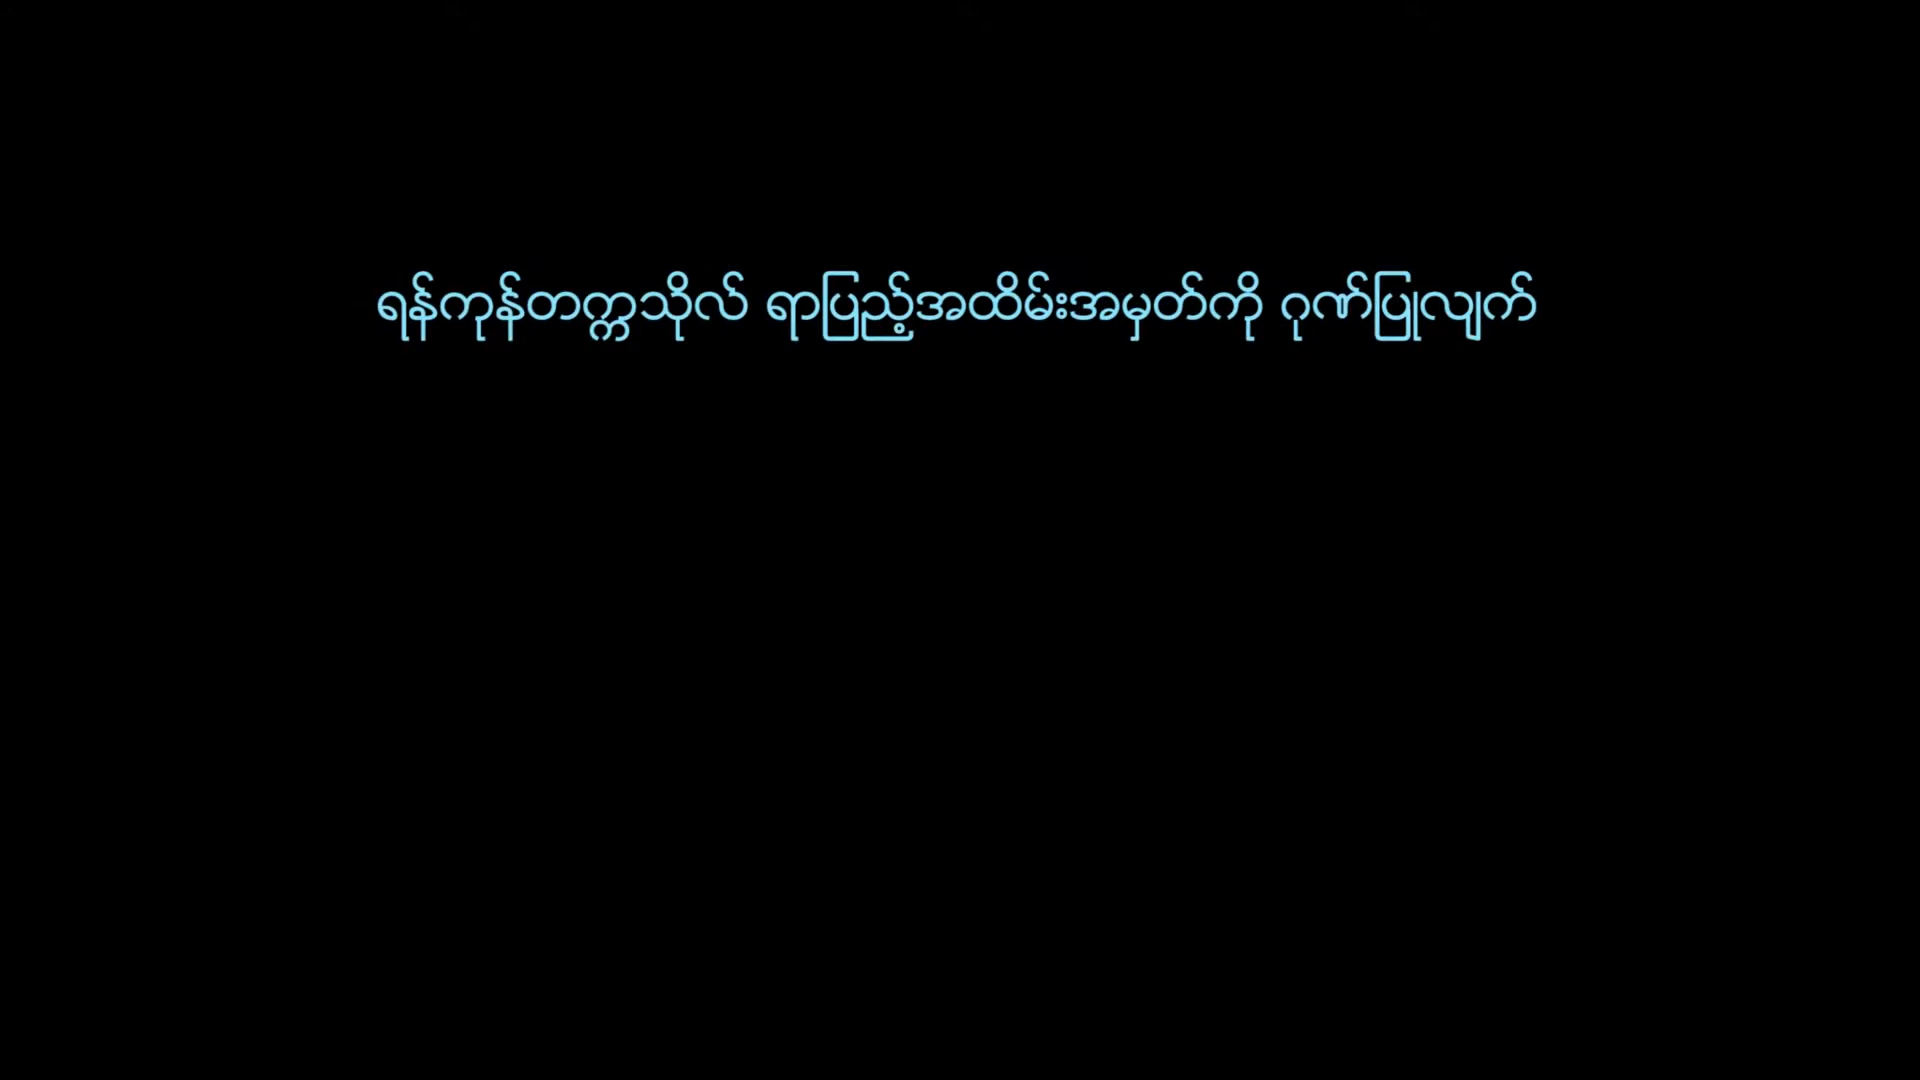 ရန်ကုန်တက္ကသိုလ် ရာပြည့်အထိမ်းအမှတ်ကို ဂုဏ်ပြုလျက်